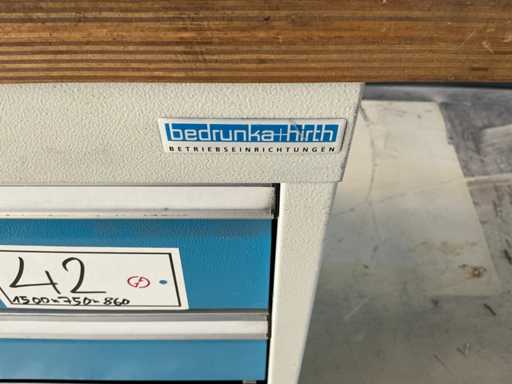 bedrunka+hirth
BETRIEBSEINRICHTUNGEN
42
1500×750×860